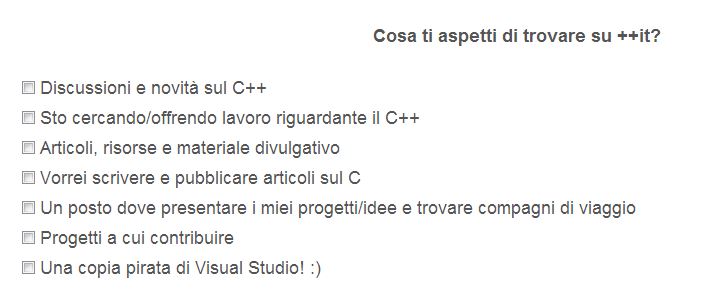 Cosa ti aspetti di trovare su ++it?
Discussioni e novità sul C++
Sto cercando/offrendo lavoro riguardante il C++
Articoli, risorse e materiale divulgativo
Vorrei scrivere e pubblicare articoli sul C
Un posto dove presentare i miei progetti/idee e trovare compagni di viaggio
Progetti a cui contribuire
Una copia pirata di Visual Studio! :)